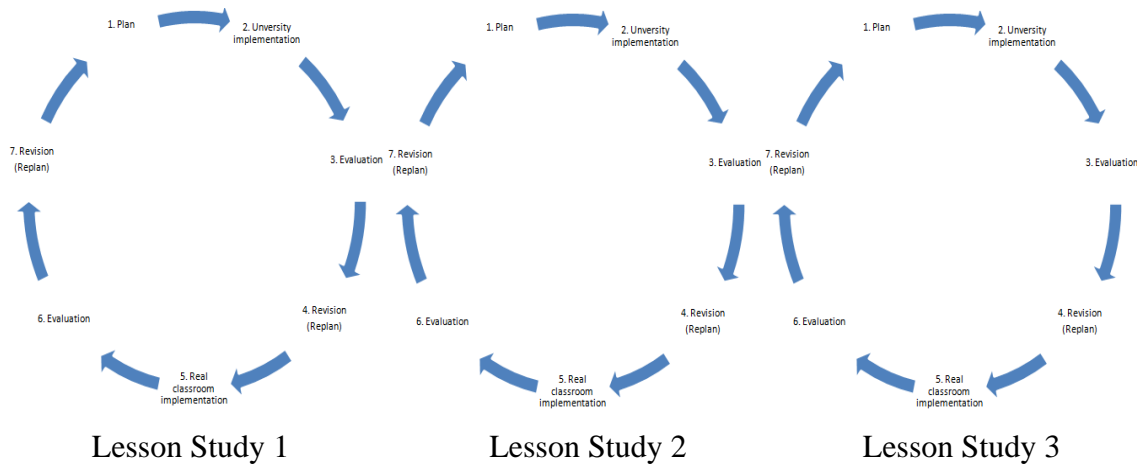 1. Plan
2. Unversity
implementation
3. Evaluation
4. Revision
(Replan)
5. Real
classroom
implementation
6. Evaluation
7. Revision
(Replan)
Lesson Study 1
1. Plan
2. Unversity
implementation
3. Evaluation
4. Revision
(Replan)
5. Real
classroom
implementation
6. Evaluation
7. Revision
(Replan)
Lesson Study 2
1. Plan
2. Unversity
implementation
3. Evaluation
4. Revision
(Replan)
5. Real
classroom
implementation
6. Evaluation
7. Revision
(Replan)
Lesson Study 3